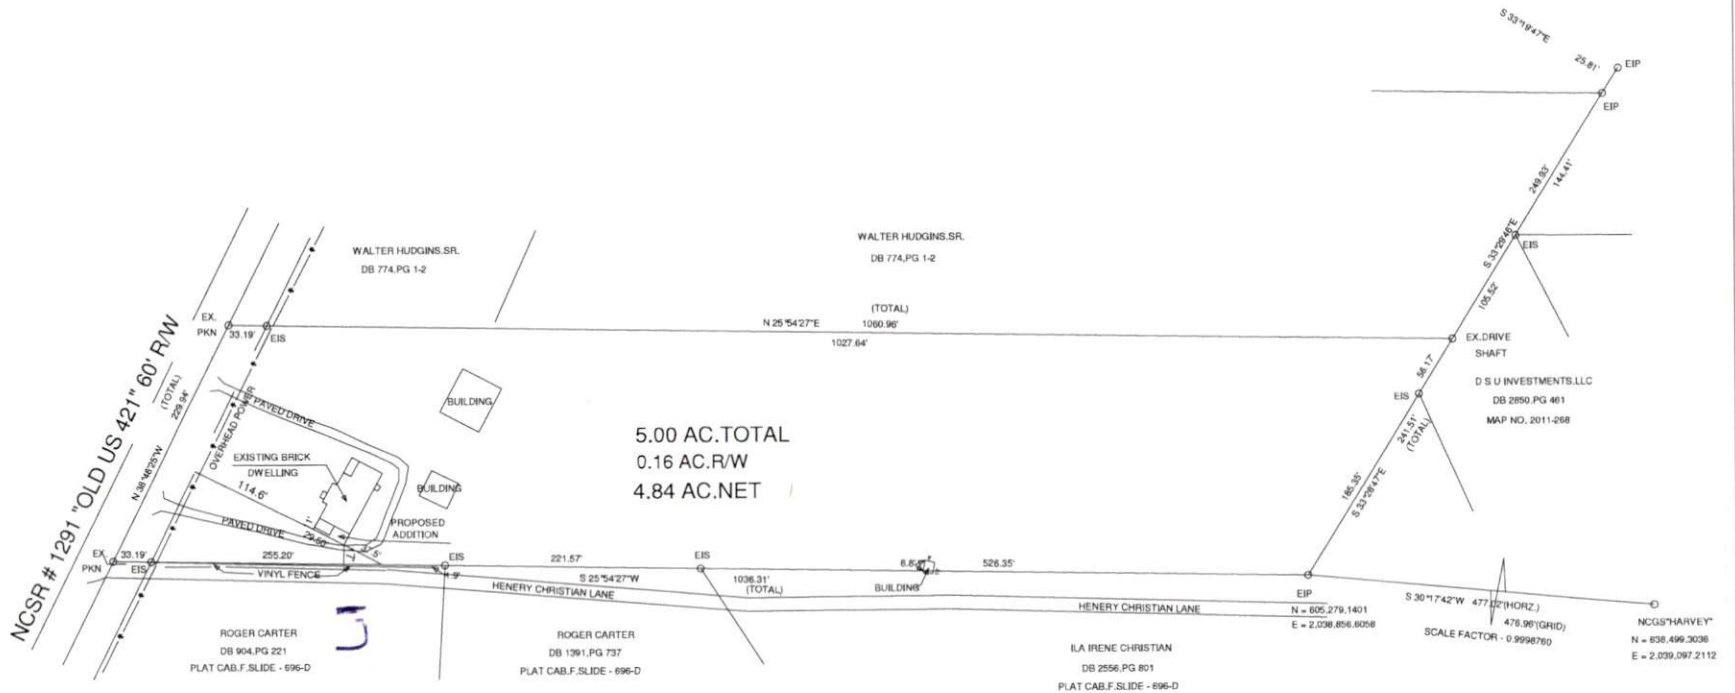 S 33°19'47"E
25.81'
EIP
EIP
249.93'
144.41'
S 33°29'46"E
EIS
105.52'
WALTER HUDGINS,SR.
DB 774,PG 1-2
WALTER HUDGINS,SR.
DB 774,PG 1-2
EX.
PKN
33.19'
EIS
N 25°54'27"E
(TOTAL)
1060.96'
1027.64'
EX.DRIVE
SHAFT
56.17'
EIS
241.51'
(TOTAL)
D S U INVESTMENTS,LLC
DB 2850,PG 461
MAP NO. 2011-268
185.35'
S 33°28'47"E
NCSR # 1291 "OLD US 421" 60' R/W
(TOTAL)
229.94'
N 38°48'25"W
OVERHEAD POWER
PAVED DRIVE
BUILDING
EXISTING BRICK
DWELLING
114.6'
BUILDING
5.00 AC.TOTAL
0.16 AC.R/W
4.84 AC.NET
PAVED DRIVE
PROPOSED
ADDITION
EX.
PKN
33.19'
EIS
255.20'
VINYL FENCE
EIS
4.9'
221.57'
EIS
S 25°54'27"W
1036.31'
(TOTAL)
HENERY CHRISTIAN LANE
BUILDING
526.35'
HENERY CHRISTIAN LANE
EIP
N = 605,279.1401
E = 2,038,856.6058
S 30°17'42"W 477.02'(HORZ.)
476.96'(GRID)
SCALE FACTOR - 0.9998760
NCGS"HARVEY"
N = 638,499.3036
E = 2,039,097.2112
ROGER CARTER
DB 904,PG 221
PLAT CAB.F,SLIDE - 696-D
ROGER CARTER
DB 1391,PG 737
PLAT CAB.F,SLIDE - 696-D
ILA IRENE CHRISTIAN
DB 2556,PG 801
PLAT CAB.F,SLIDE - 696-D